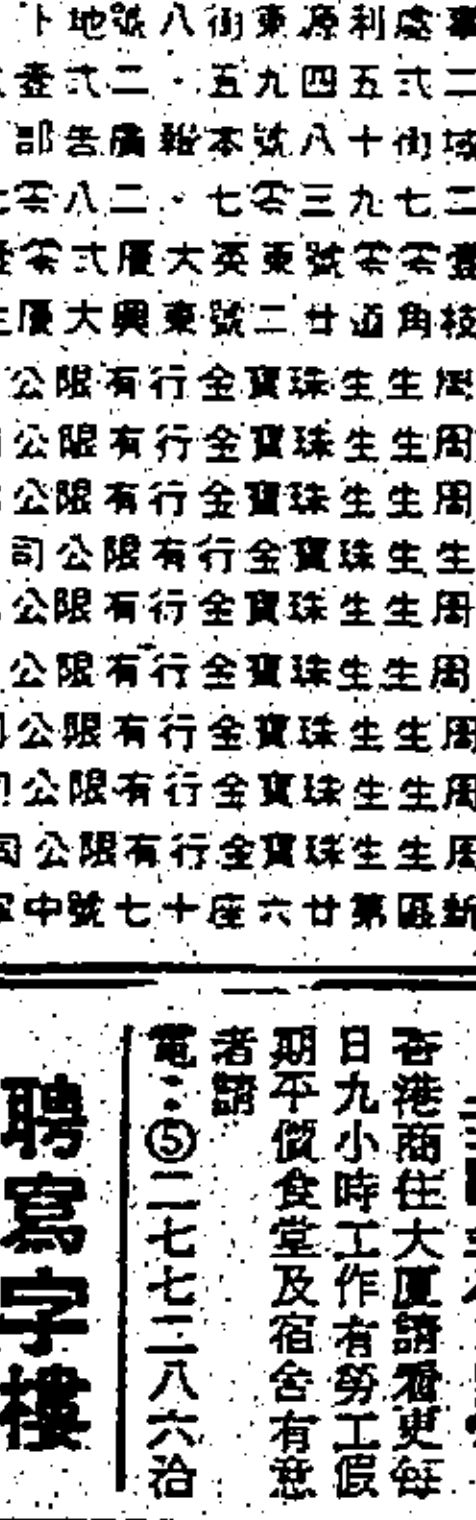 事處利源東街八號地
二弍五四九五·二弍壹
域街十八號本報廣告部
二七九三零七·二八零
壹零零號東英大厦弍零
枝角道廿二號東興大厦
周生生珠寶金行有限公
周生生珠寶金行有限公
周生生珠寶金行有限公
生生珠寶金行有限公司
周生生珠寶金行有限公
周生生珠寶金行有限公
周生生珠寶金行有限公司
周生生珠寶金行有限公司
周生生珠寶金行有限公司
新區第廿六座十七號中
香港商住大厦請看更每
日九小時工作有勞工假
期平價食堂及宿舍有意
者請
電：⑤二七七二八六洽
聘寫字樓